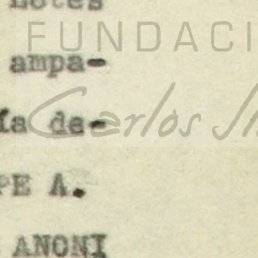 Lotes
FUNDACI
ampa-
ía de-
Carlos
PE A.
ANONI